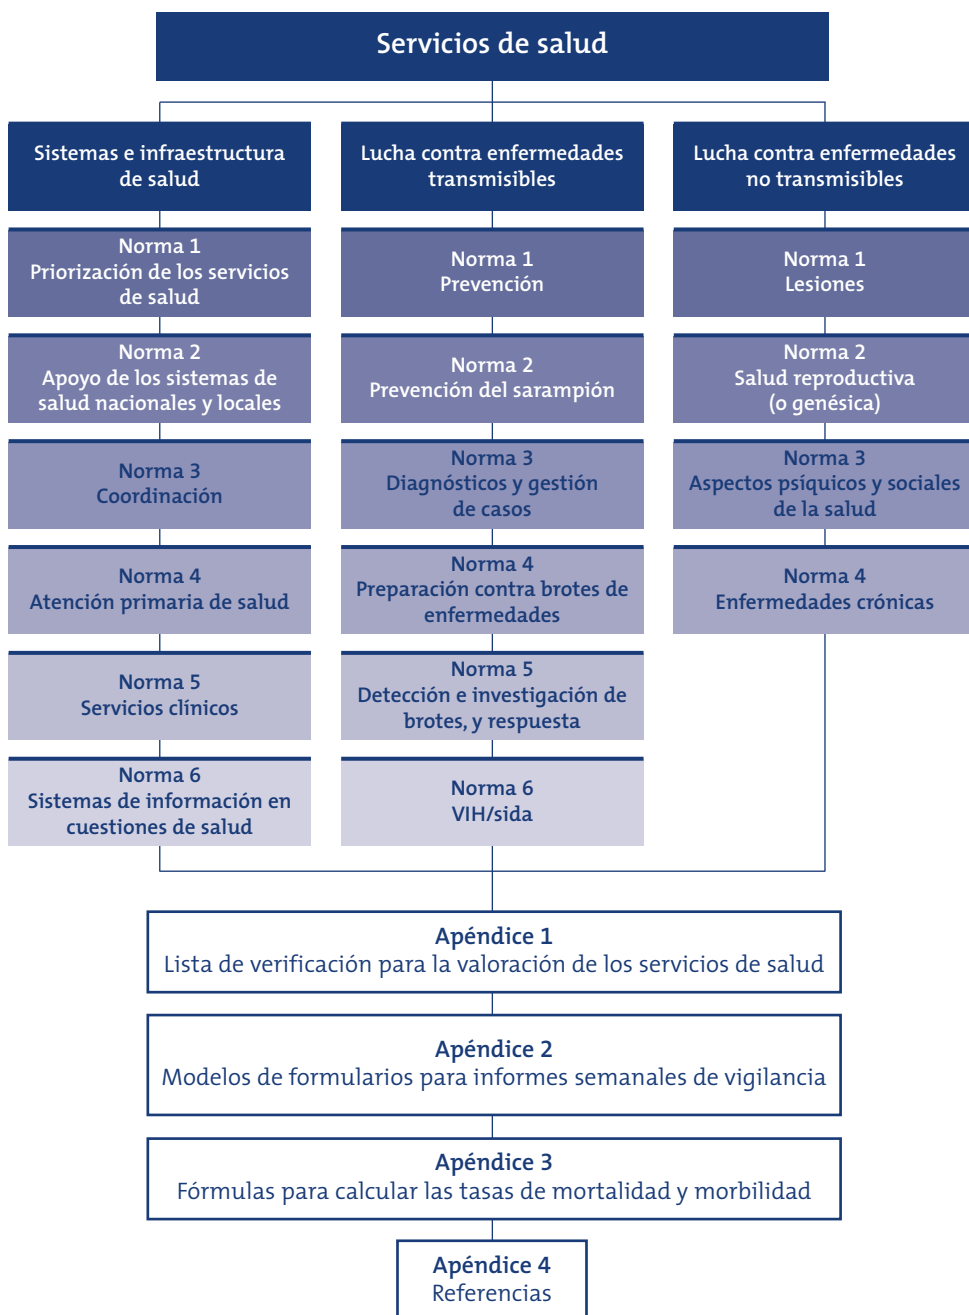 Servicios de salud
Sistemas e infraestructura
de salud
Norma 1
Priorización de los servicios
de salud
Norma 2
Apoyo de los sistemas de
salud nacionales y locales
Norma 3
Coordinación
Norma 4
Atención primaria de salud
Norma 5
Servicios clínicos
Norma 6
Sistemas de información en
cuestiones de salud
Lucha contra enfermedades
transmisibles
Norma 1
Prevención
Norma 2
Prevención del sarampión
Norma 3
Diagnósticos y gestión
de casos
Norma 4
Preparación contra brotes de
enfermedades
Norma 5
Detección e investigación de
brotes, y respuesta
Norma 6
VIH/sida
Lucha contra enfermedades
no transmisibles
Norma 1
Lesiones
Norma 2
Salud reproductiva
(o genésica)
Norma 3
Aspectos psíquicos y sociales
de la salud
Norma 4
Enfermedades crónicas
Apéndice 1
Lista de verificación para la valoración de los servicios de salud
Apéndice 2
Modelos de formularios para informes semanales de vigilancia
Apéndice 3
Fórmulas para calcular las tasas de mortalidad y morbilidad
Apéndice 4
Referencias